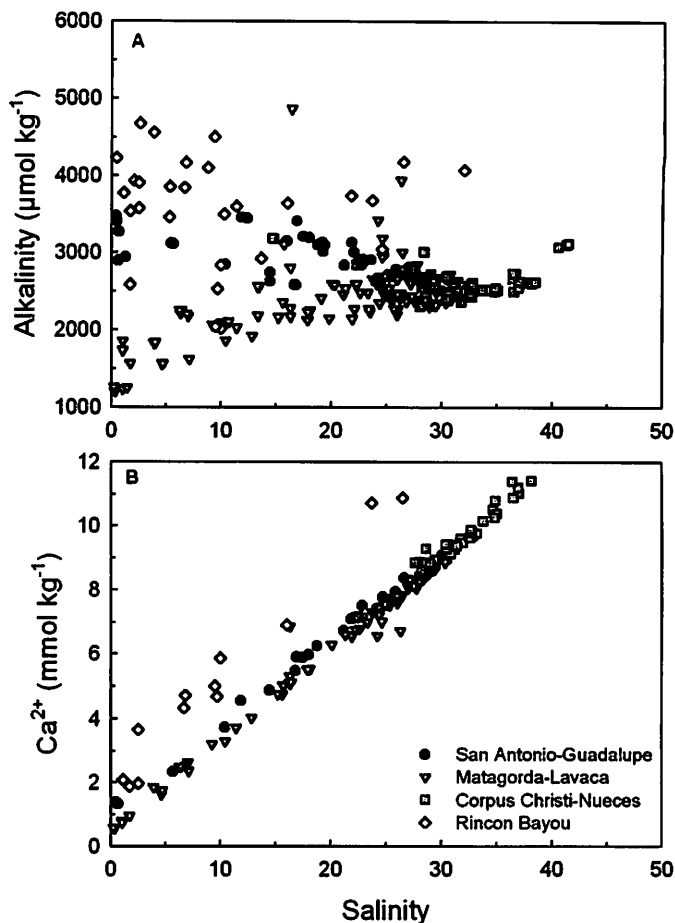 6000
A
5000
4000
3000
2000
1000
Alkalinity (μmol kg⁻¹)
0 10 20 30 40 50
12
B
10
8
6
4
2
0
Ca²⁺ (mmol kg⁻¹)
San Antonio-Guadalupe
Matagorda-Lavaca
Corpus Christi-Nueces
Rincon Bayou
0 10 20 30 40 50
Salinity